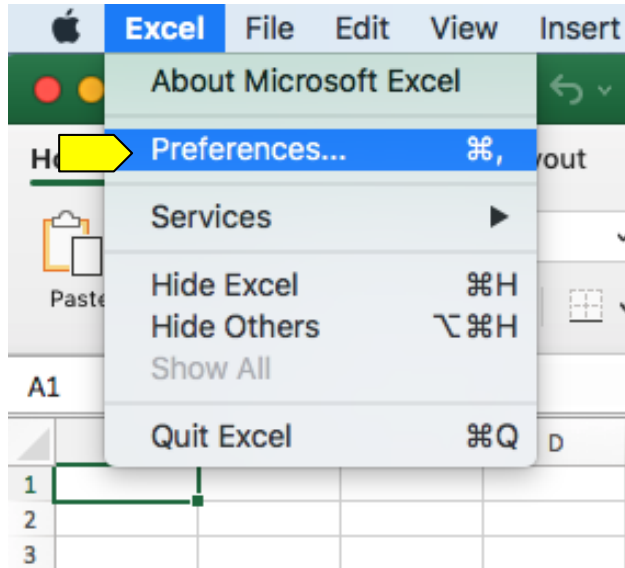 Excel File Edit View Insert
About Microsoft Excel
Preferences... ⌘,
Services
Hide Excel ⌘H
Hide Others ⌥⌘H
Show All
Quit Excel ⌘Q
Paste
A1
D
1
2
3